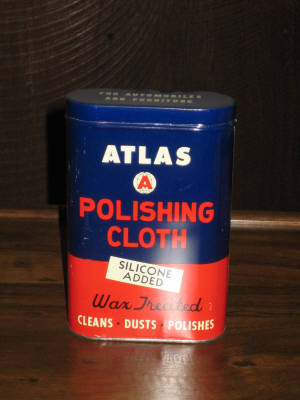 FOR AUTOMOBILES
AND FURNITURE
ATLAS
A
POLISHING
CLOTH
SILICONE
ADDED
Wax Treated
CLEANS · DUSTS · POLISHES